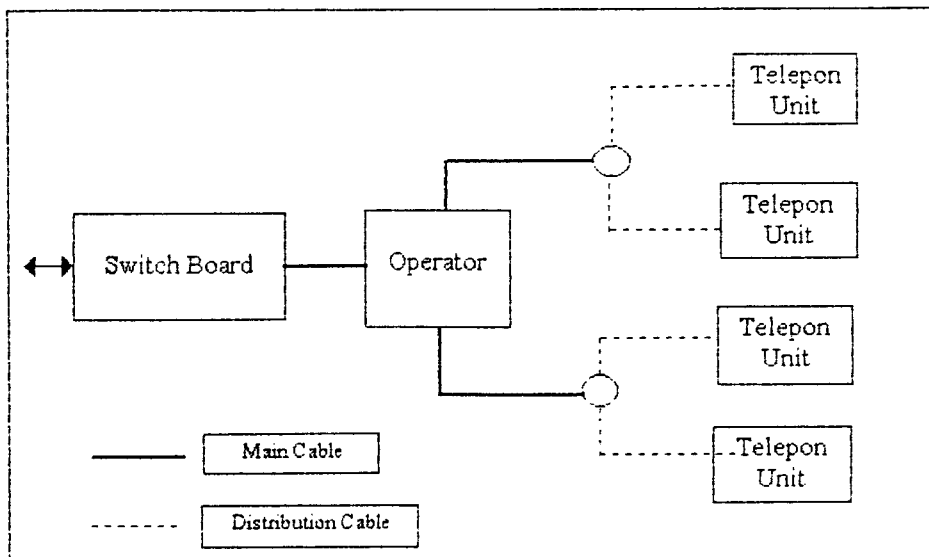 Telepon
Unit
Telepon
Unit
Switch Board
Operator
Telepon
Unit
Telepon
Unit
Main Cable
Distribution Cable